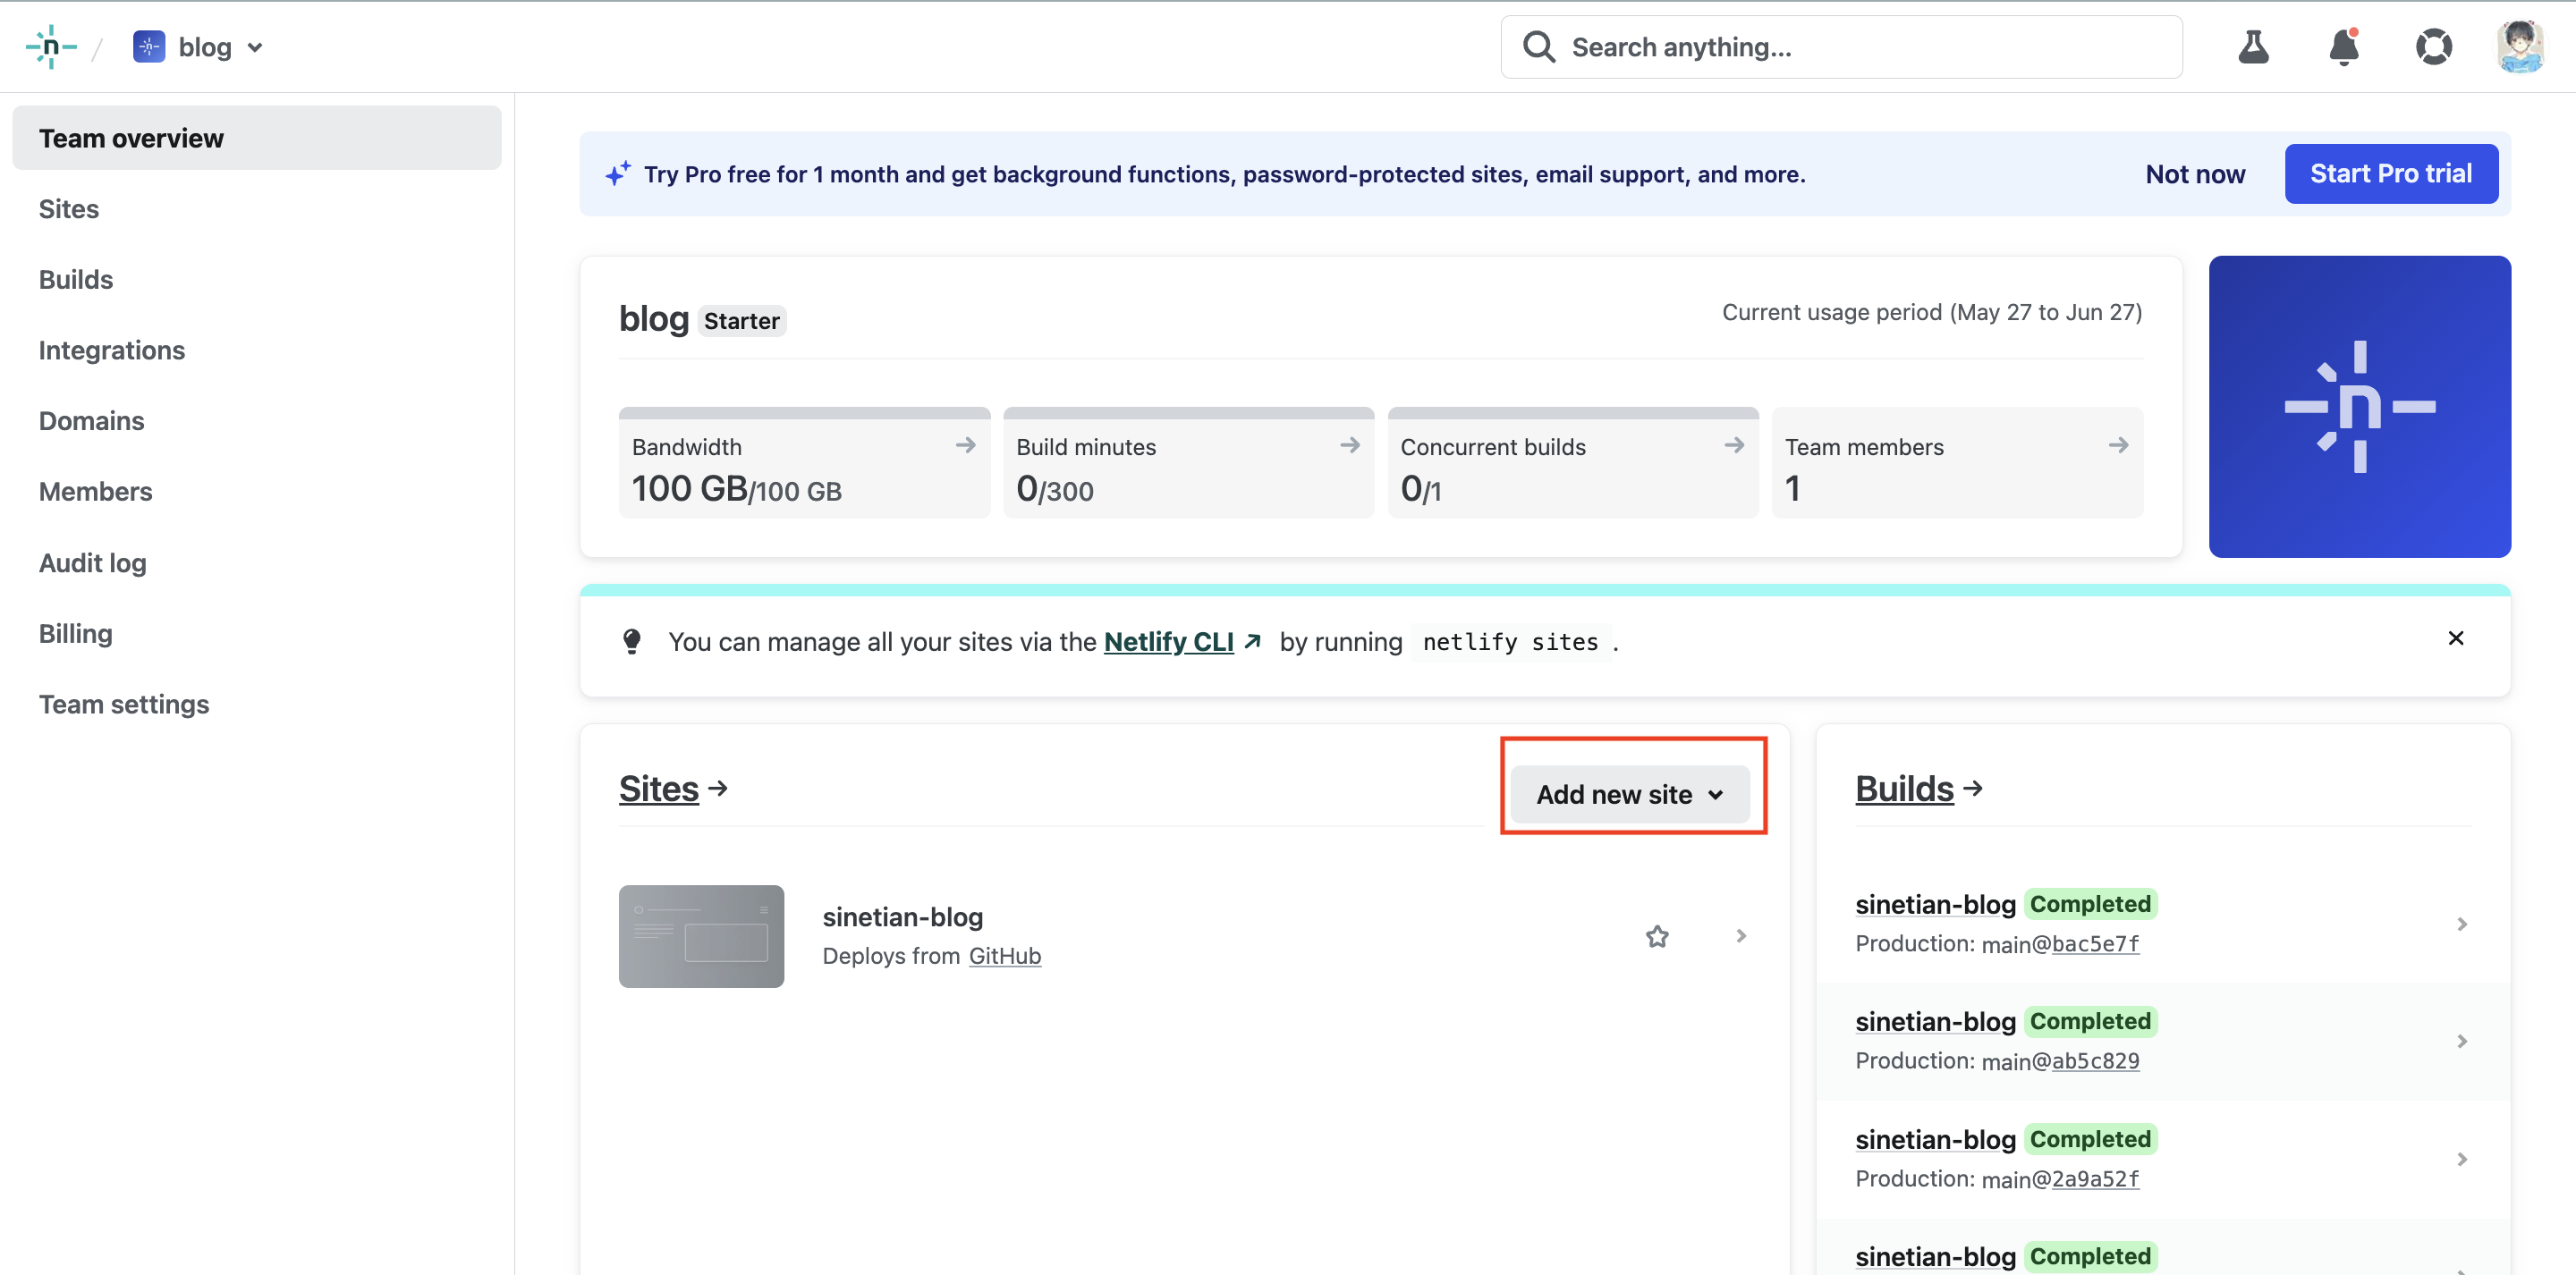 blog
Search anything...
Team overview
Sites
Builds
Integrations
Domains
Members
Audit log
Billing
Team settings
Try Pro free for 1 month and get background functions, password-protected sites, email support, and more.
Not now
Start Pro trial
blog Starter
Current usage period (May 27 to Jun 27)
Bandwidth
100 GB/100 GB
Build minutes
0/300
Concurrent builds
0/1
Team members
1
You can manage all your sites via the Netlify CLI by running netlify sites .
Sites
Add new site
sinetian-blog
Deploys from GitHub
Builds
sinetian-blog Completed
Production: main@bac5e7f
sinetian-blog Completed
Production: main@ab5c829
sinetian-blog Completed
Production: main@2a9a52f
sinetian-blog Completed